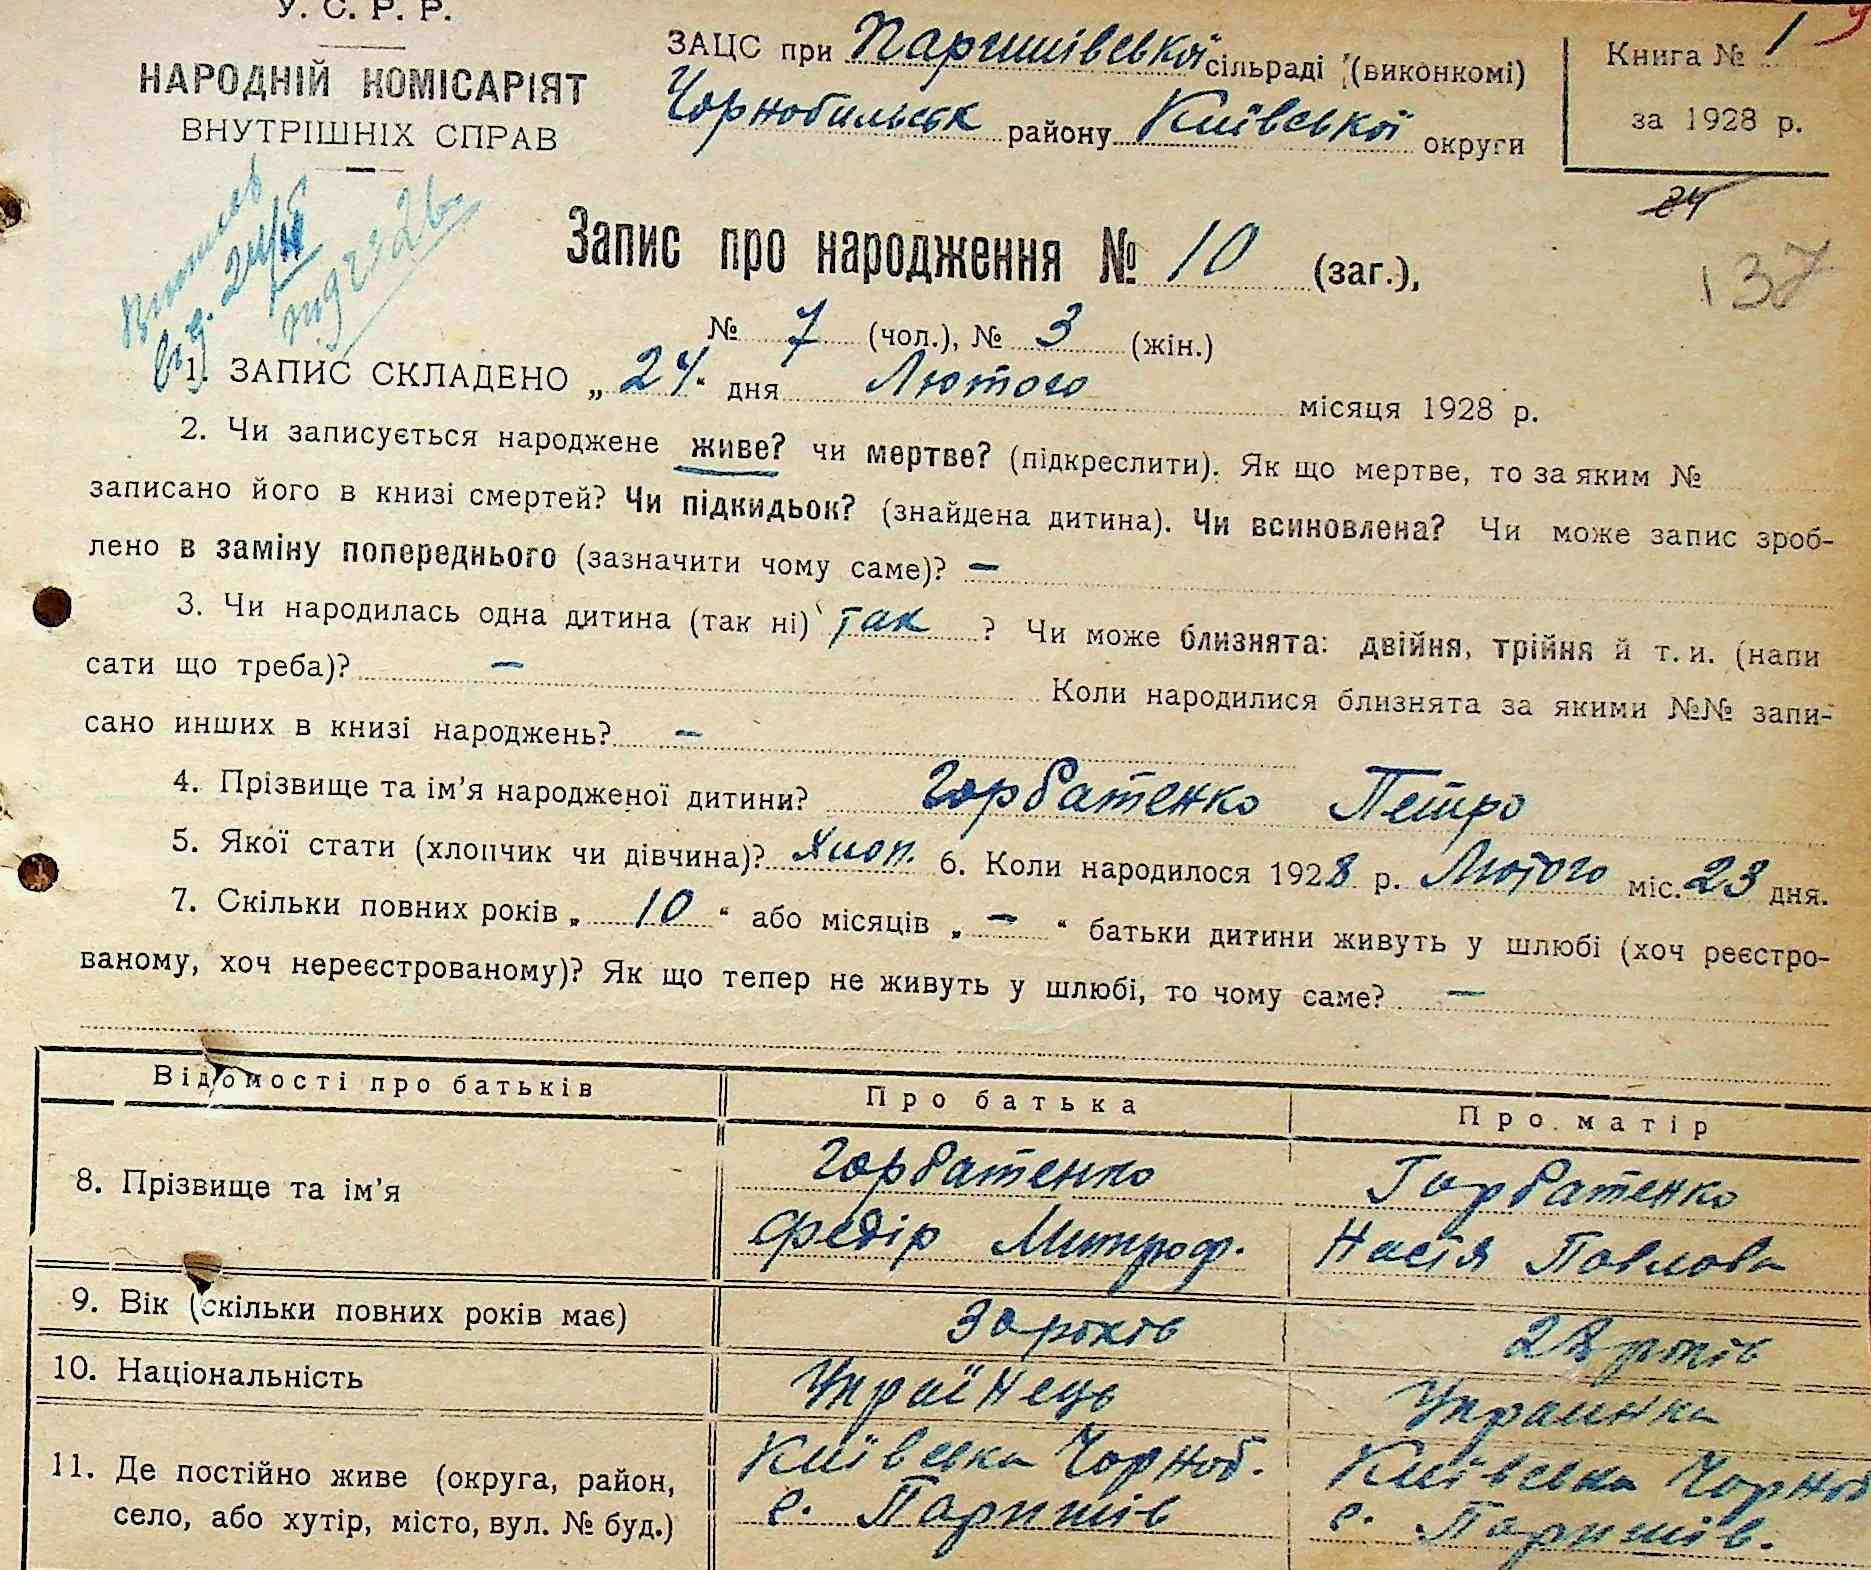 У. С. Р. Р.
НАРОДНІЙ КОМІСАРІЯТ
ВНУТРІШНІХ СПРАВ
ЗАЦС при Паришівської сільраді (виконкомі)
Чорнобильськ району Київської округи
Книга № 1
за 1928 р.
24
137
Запис про народження № 10 (заг.),
№ 7 (чол.), № 3 (жін.)
1. ЗАПИС СКЛАДЕНО „ 24 “ дня Лютого місяця 1928 р.
2. Чи записується народжене живе? чи мертве? (підкреслити). Як що мертве, то за яким №
записано його в книзі смертей? Чи підкидьок? (знайдена дитина). Чи всиновлена? Чи може запис зроб-
лено в заміну попереднього (зазначити чому саме)? —
3. Чи народилась одна дитина (так ні) так ? Чи може близнята: двійня, трійня й т. и. (напи
сати що треба)? — Коли народилися близнята за якими №№ запи-
сано инших в книзі народжень? —
4. Прізвище та ім’я народженої дитини? Горбатенко Петро
5. Якої стати (хлопчик чи дівчина)? Хлоп. 6. Коли народилося 1928 р. Лютого міс. 23 дня.
7. Скільки повних років „ 10 “ або місяців „ — “ батьки дитини живуть у шлюбі (хоч реєстро-
ваному, хоч нереєстрованому)? Як що тепер не живуть у шлюбі, то чому саме? —
Відомості про батьків
Про батька
Про матір
8. Прізвище та ім’я
Горбатенко
Федір Митроф.
Горбатенко
Настя Павлова
9. Вік (скільки повних років має)
30 років
28 років
10. Національність
Українець
Украинка
11. Де постійно живе (округа, район,
село, або хутір, місто, вул. № буд.)
Київська Чорноб.
с. Паришів
Київська Чорноб
с. Паришів.